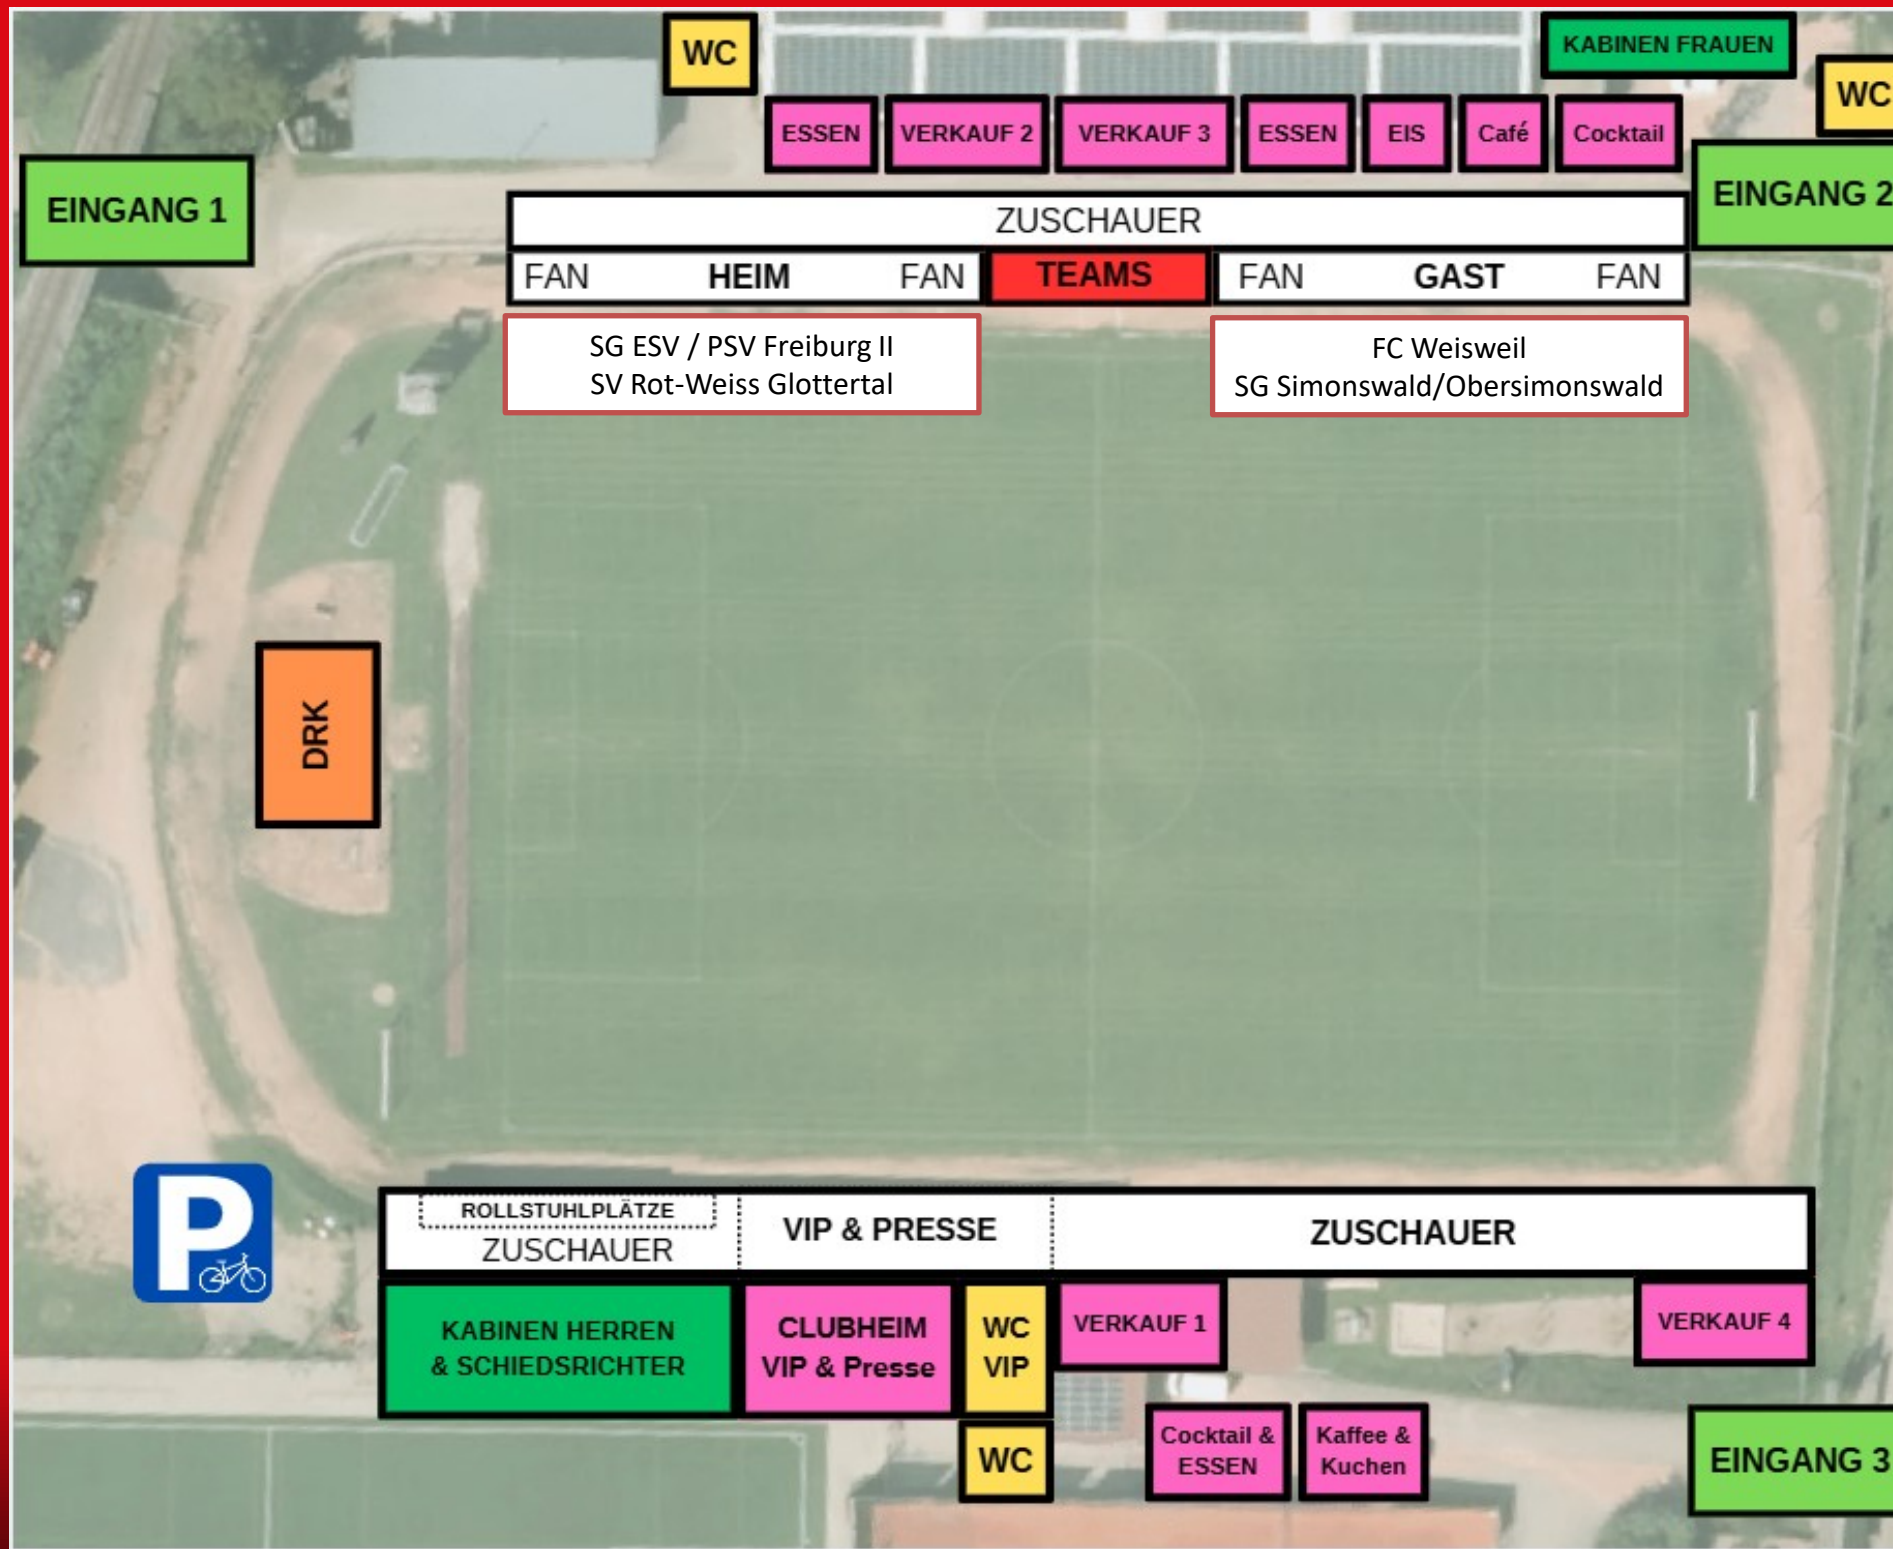 WC
KABINEN FRAUEN
WC
ESSEN
VERKAUF 2
VERKAUF 3
ESSEN
EIS
Café
Cocktail
EINGANG 1
EINGANG 2
ZUSCHAUER
FAN HEIM FAN
TEAMS
FAN GAST FAN
SG ESV / PSV Freiburg II
SV Rot-Weiss Glottertal
FC Weisweil
SG Simonswald/Obersimonswald
DRK
P
ROLLSTUHLPLÄTZE
ZUSCHAUER
VIP & PRESSE
ZUSCHAUER
KABINEN HERREN
& SCHIEDSRICHTER
CLUBHEIM
VIP & Presse
WC
VIP
VERKAUF 1
VERKAUF 4
WC
Cocktail &
ESSEN
Kaffee &
Kuchen
EINGANG 3